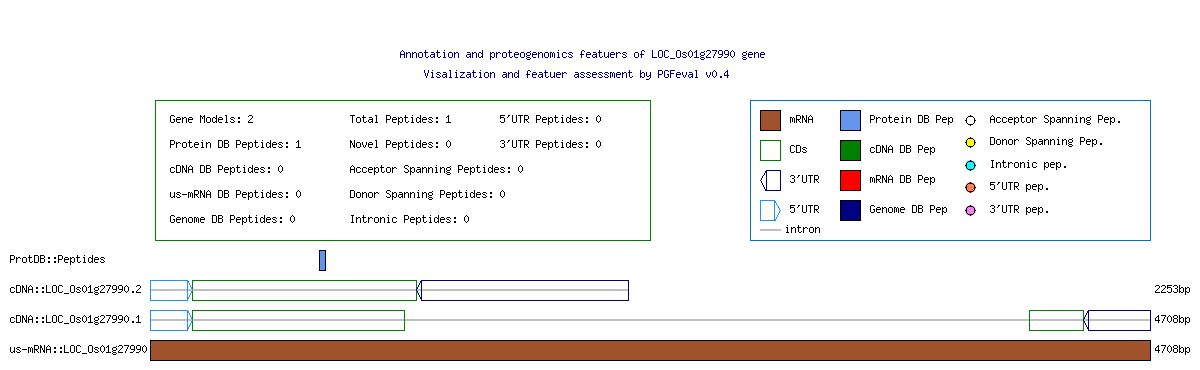 Annotation and proteogenomics featuers of LOC_Os01g27990 gene
Visalization and featuer assessment by PGFeval v0.4
Gene Models: 2 Total Peptides: 1 5'UTR Peptides: 0
Protein DB Peptides: 1 Novel Peptides: 0 3'UTR Peptides: 0
cDNA DB Peptides: 0 Acceptor Spanning Peptides: 0
us-mRNA DB Peptides: 0 Donor Spanning Peptides: 0
Genome DB Peptides: 0 Intronic Peptides: 0
mRNA Protein DB Pep Acceptor Spanning Pep.
CDs cDNA DB Pep Donor Spanning Pep.
3'UTR mRNA DB Pep Intronic pep.
5'UTR Genome DB Pep 5'UTR pep.
intron 3'UTR pep.
ProtDB::Peptides
cDNA::LOC_Os01g27990.2 2253bp
cDNA::LOC_Os01g27990.1 4708bp
us-mRNA::LOC_Os01g27990 4708bp